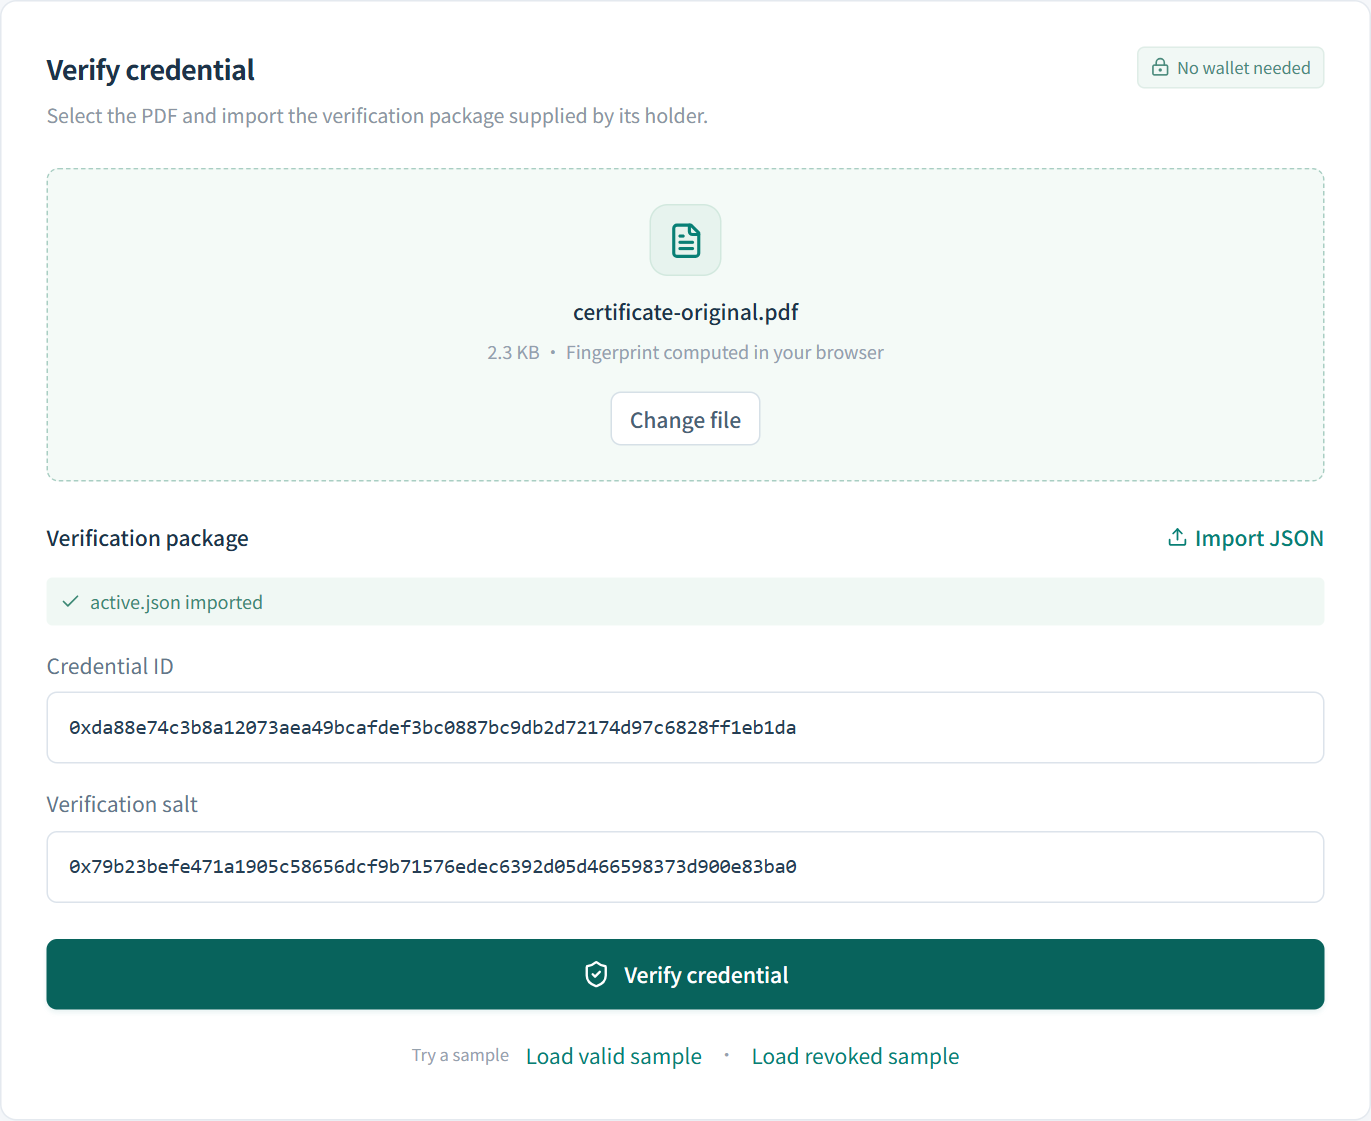 Verify credential
No wallet needed
Select the PDF and import the verification package supplied by its holder.
certificate-original.pdf
2.3 KB • Fingerprint computed in your browser
Change file
Verification package
Import JSON
active.json imported
Credential ID
0xda88e74c3b8a12073aea49bcafdef3bc0887bc9db2d72174d97c6828ff1eb1da
Verification salt
0x79b23befe471a1905c58656dcf9b71576edec6392d05d466598373d900e83ba0
Verify credential
Try a sample Load valid sample · Load revoked sample